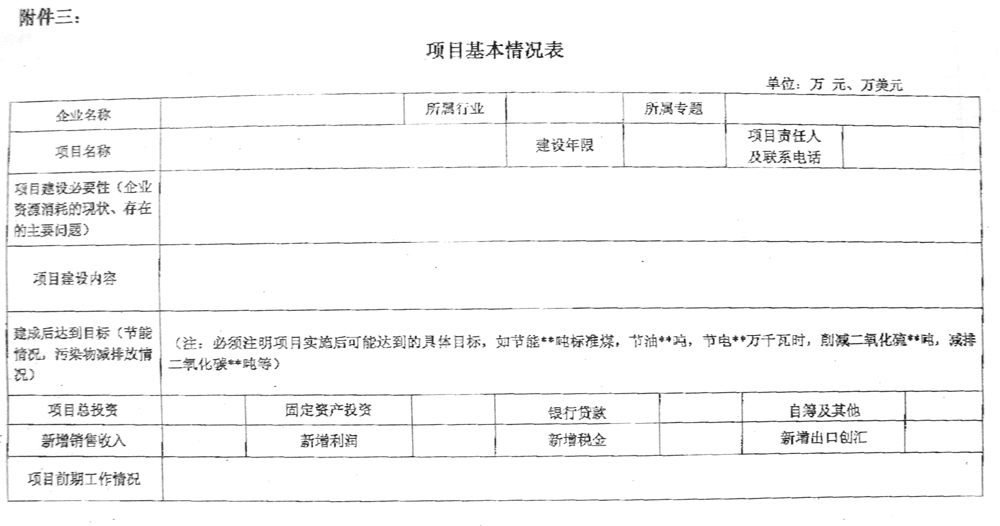 附件三：
项目基本情况表
单位：万 元、万美元
企业名称
所属行业
所属专题
项目名称
建设年限
项目责任人
及联系电话
项目建设必要性（企业
资源消耗的现状、存在
的主要问题）
项目建设内容
建成后达到目标（节能
情况，污染物减排放情
况）
（注：必须注明项目实施后可能达到的具体目标，如节能**吨标准煤，节油**吨，节电**万千瓦时，削减二氧化硫**吨，减排
二氧化碳**吨等）
项目总投资
固定资产投资
银行贷款
自筹及其他
新增销售收入
新增利润
新增税金
新增出口创汇
项目前期工作情况